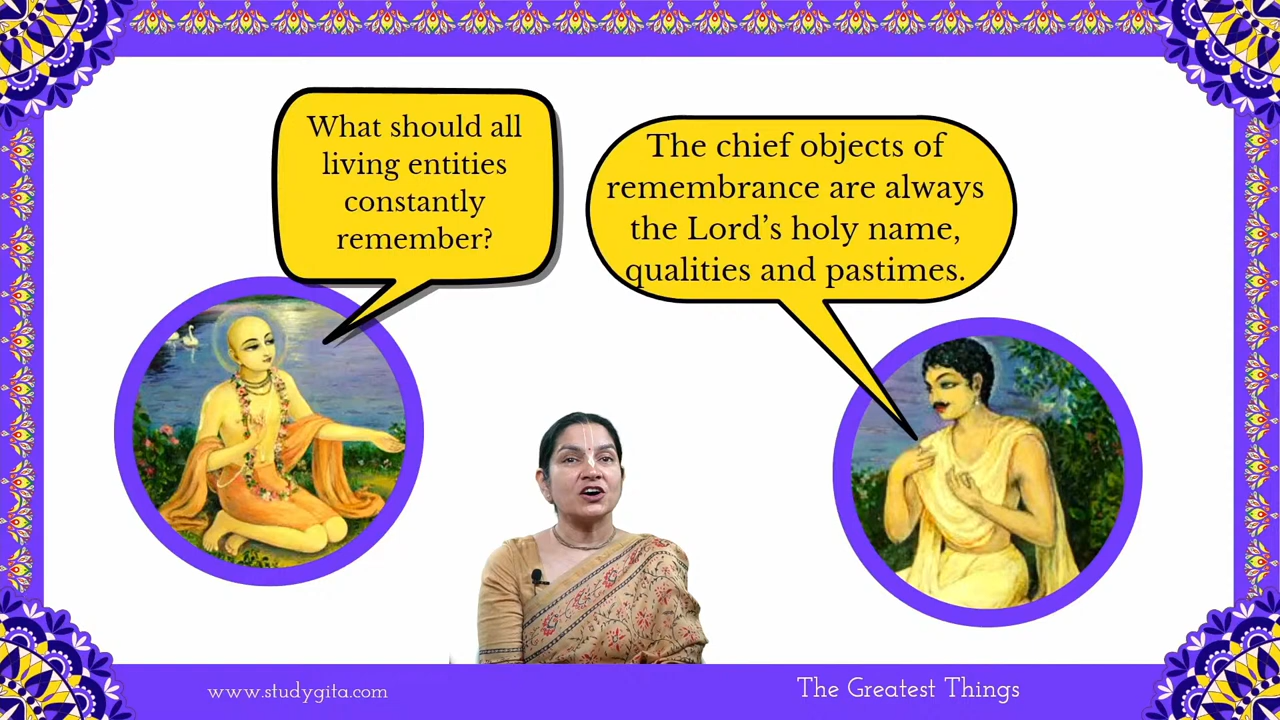 What should all
living entities
constantly
remember?
The chief objects of
remembrance are always
the Lord’s holy name,
qualities and pastimes.
www.studygita.com
The Greatest Things